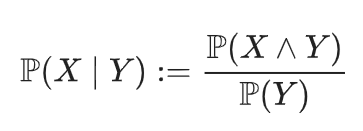 ℙ(X | Y) := ℙ(X ∧ Y) / ℙ(Y)